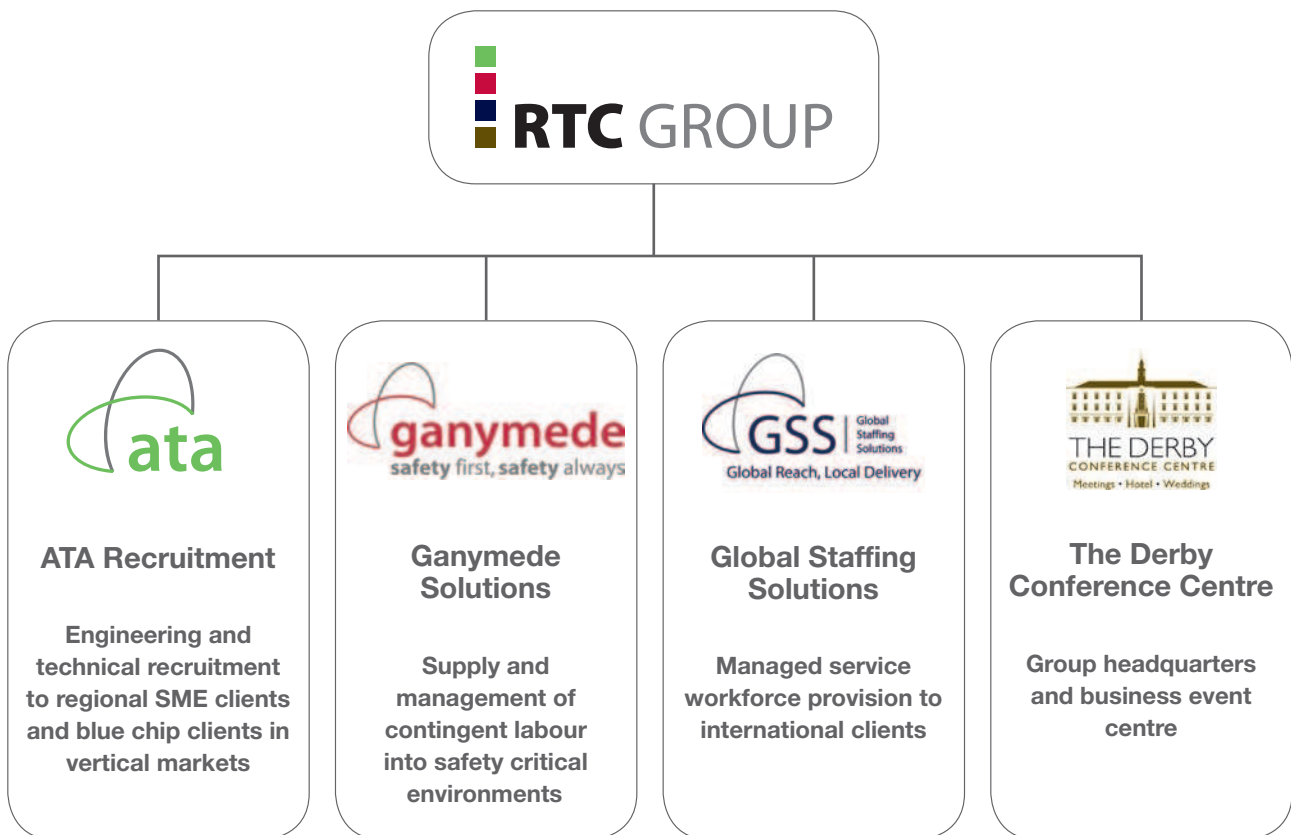 RTC GROUP
ata
ATA Recruitment
Engineering and
technical recruitment
to regional SME clients
and blue chip clients in
vertical markets
ganymede
safety first, safety always
Ganymede
Solutions
Supply and
management of
contingent labour
into safety critical
environments
GSS
Global
Staffing
Solutions
Global Reach, Local Delivery
Global Staffing
Solutions
Managed service
workforce provision to
international clients
THE DERBY
CONFERENCE CENTRE
Meetings • Hotel • Weddings
The Derby
Conference Centre
Group headquarters
and business event
centre